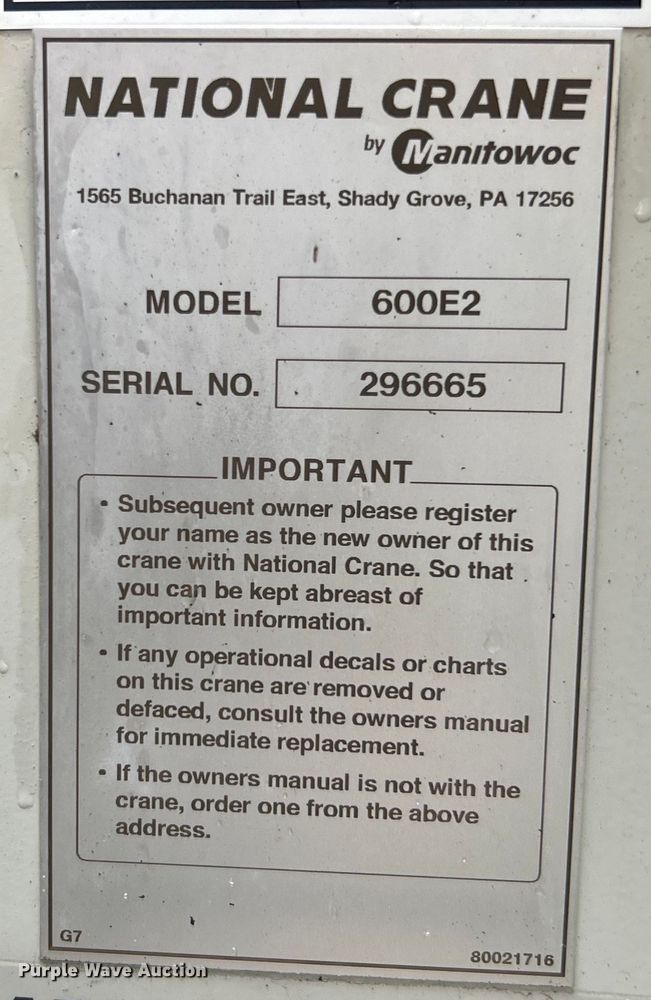 NATIONAL CRANE
by Manitowoc
1565 Buchanan Trail East, Shady Grove, PA 17256
MODEL 600E2
SERIAL NO. 296665
IMPORTANT
• Subsequent owner please register
your name as the new owner of this
crane with National Crane. So that
you can be kept abreast of
important information.
• If any operational decals or charts
on this crane are removed or
defaced, consult the owners manual
for immediate replacement.
• If the owners manual is not with the
crane, order one from the above
address.
G7
80021716
Purple Wave Auction